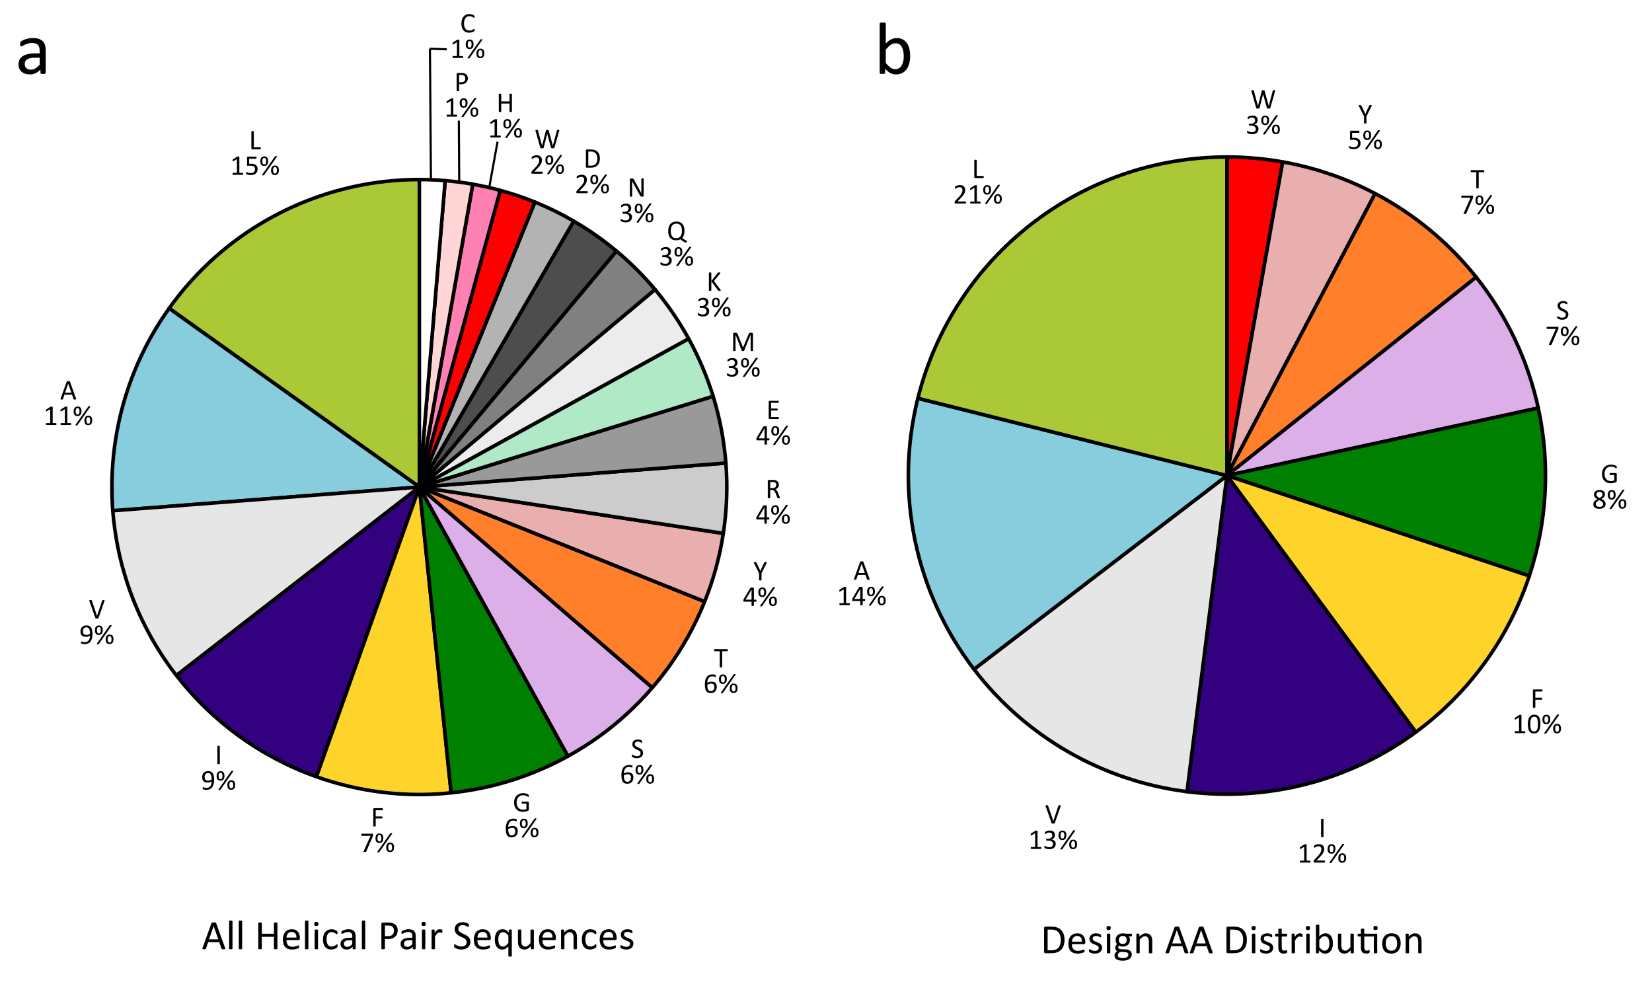 a
C
1%
P
1%
H
1%
W
2%
D
2%
N
3%
Q
3%
K
3%
M
3%
E
4%
R
4%
Y
4%
T
6%
S
6%
G
6%
F
7%
I
9%
V
9%
A
11%
L
15%
All Helical Pair Sequences
b
W
3%
Y
5%
T
7%
S
7%
G
8%
F
10%
I
12%
V
13%
A
14%
L
21%
Design AA Distribution